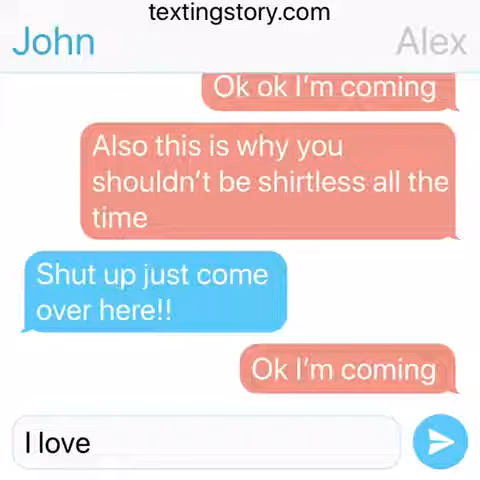 textingstory.com
John Alex
Ok ok I'm coming
Also this is why you
shouldn't be shirtless all the
time
Shut up just come
over here!!
Ok I'm coming
I love